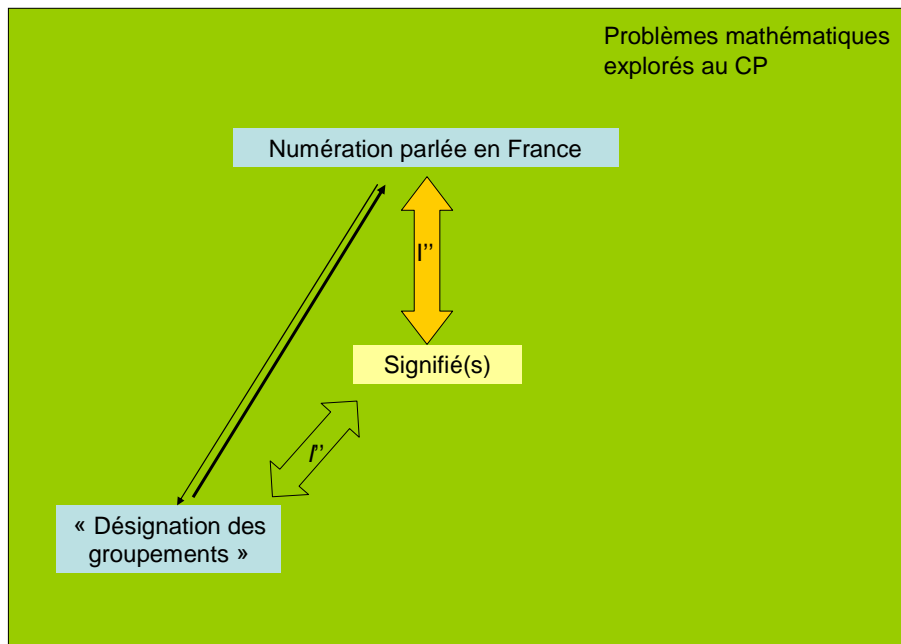 Problèmes mathématiques
explorés au CP
Numération parlée en France
I’’
Signifié(s)
I’’
« Désignation des
groupements »